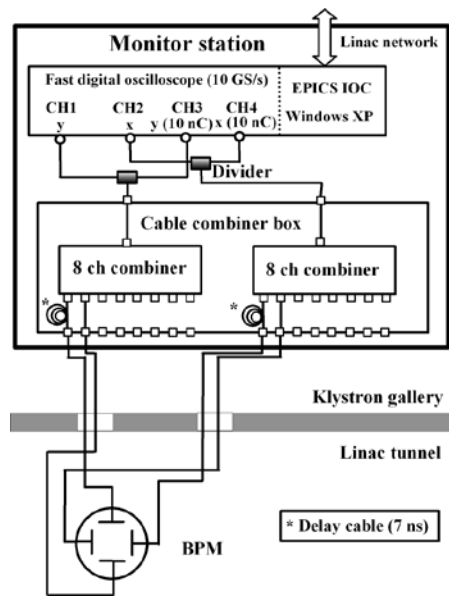 Monitor station
Linac network
Fast digital oscilloscope (10 GS/s)
EPICS IOC
Windows XP
CH1 CH2 CH3 CH4
y x y (10 nC) x (10 nC)
Divider
Cable combiner box
8 ch combiner 8 ch combiner
* *
Klystron gallery
Linac tunnel
BPM
* Delay cable (7 ns)